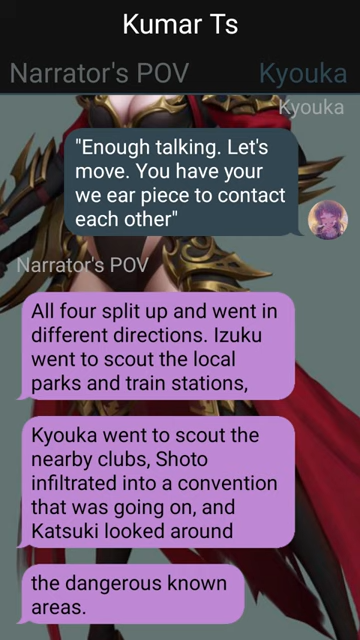 Kumar Ts
Narrator's POV
Kyouka
Kyouka
"Enough talking. Let's
move. You have your
we ear piece to contact
each other"
Narrator's POV
All four split up and went in
different directions. Izuku
went to scout the local
parks and train stations,
Kyouka went to scout the
nearby clubs, Shoto
infiltrated into a convention
that was going on, and
Katsuki looked around
the dangerous known
areas.